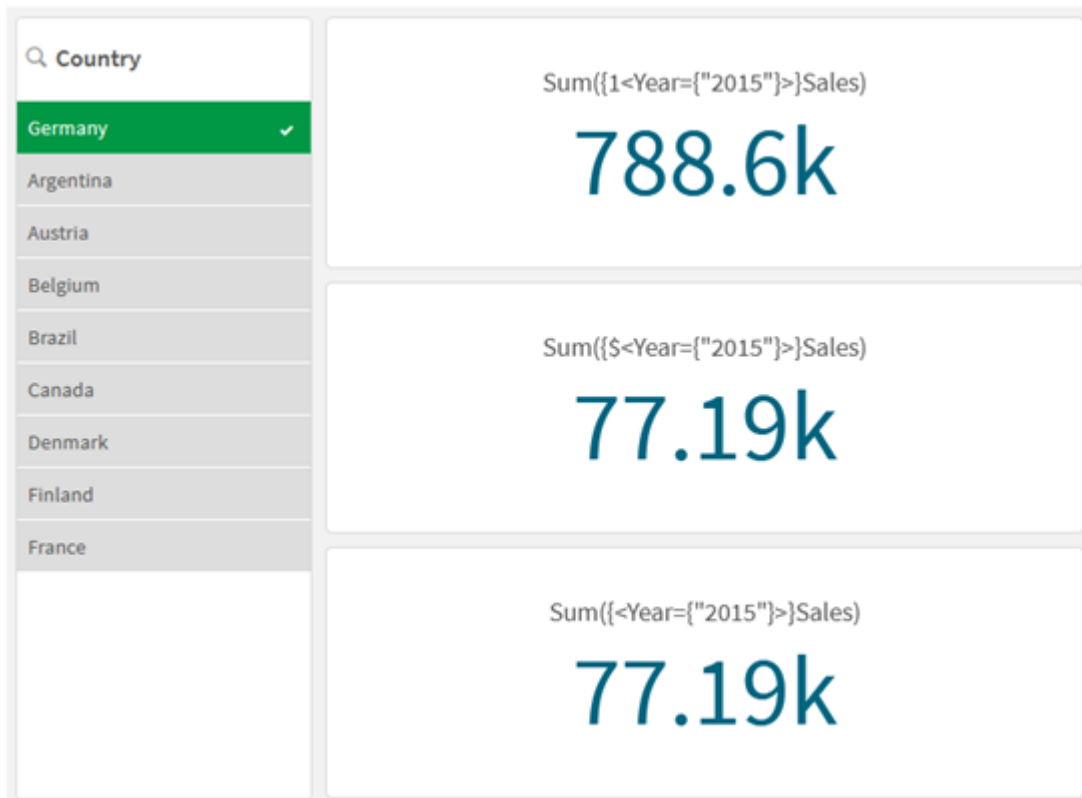 Country
Germany
Argentina
Austria
Belgium
Brazil
Canada
Denmark
Finland
France
Sum({1<Year={"2015"}>}Sales)
788.6k
Sum({$<Year={"2015"}>}Sales)
77.19k
Sum({<Year={"2015"}>}Sales)
77.19k